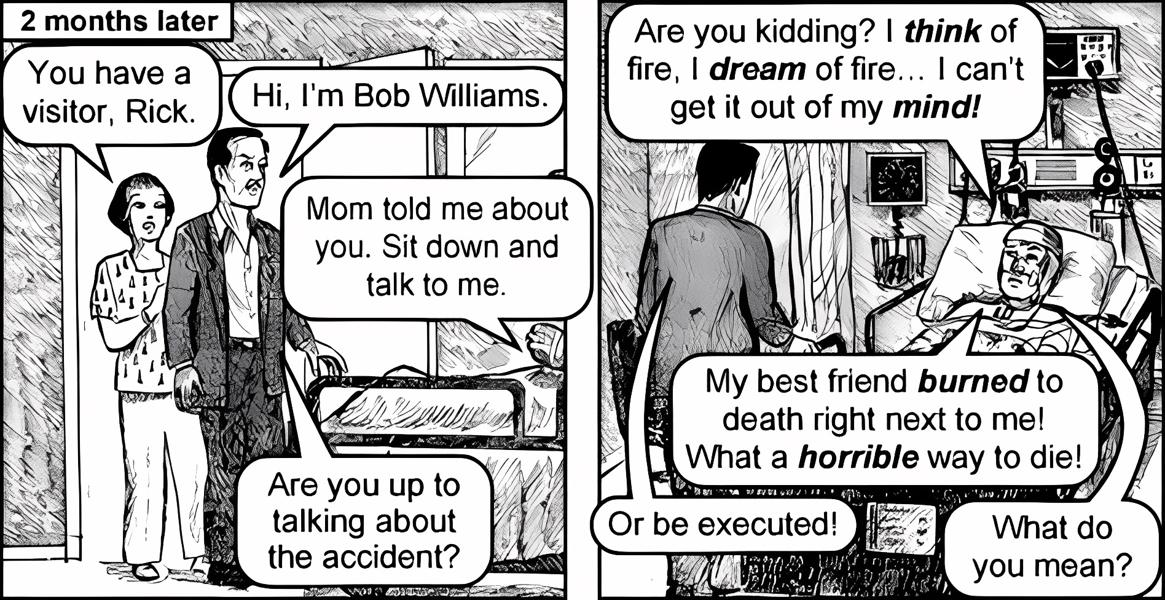 2 months later
You have a
visitor, Rick.
Hi, I'm Bob Williams.
Mom told me about
you. Sit down and
talk to me.
Are you up to
talking about
the accident?
Are you kidding? I think of
fire, I dream of fire... I can't
get it out of my mind!
My best friend burned to
death right next to me!
What a horrible way to die!
Or be executed!
What do
you mean?